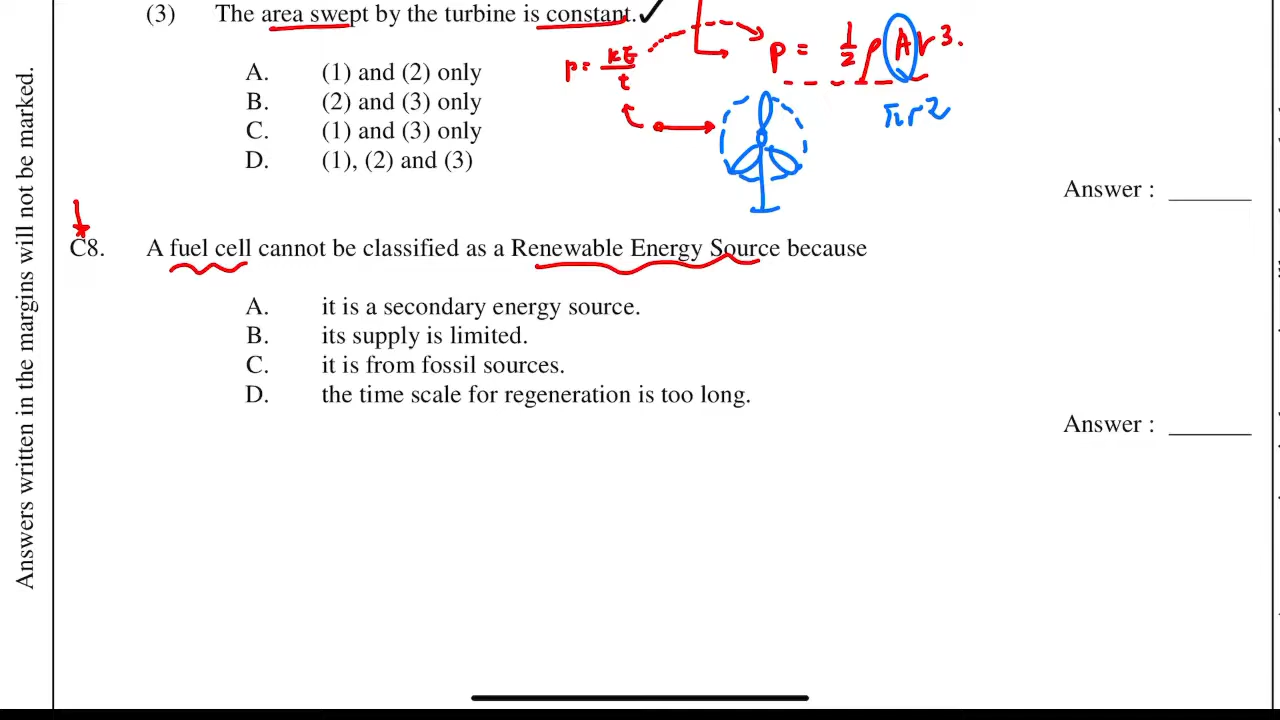 (3) The area swept by the turbine is constant. ✓
P = KE/t
P = 1/2 ρ A v^3.
πr2
A. (1) and (2) only
B. (2) and (3) only
C. (1) and (3) only
D. (1), (2) and (3)
Answer : _______
C8. A fuel cell cannot be classified as a Renewable Energy Source because
A. it is a secondary energy source.
B. its supply is limited.
C. it is from fossil sources.
D. the time scale for regeneration is too long.
Answer : _______
Answers written in the margins will not be marked.